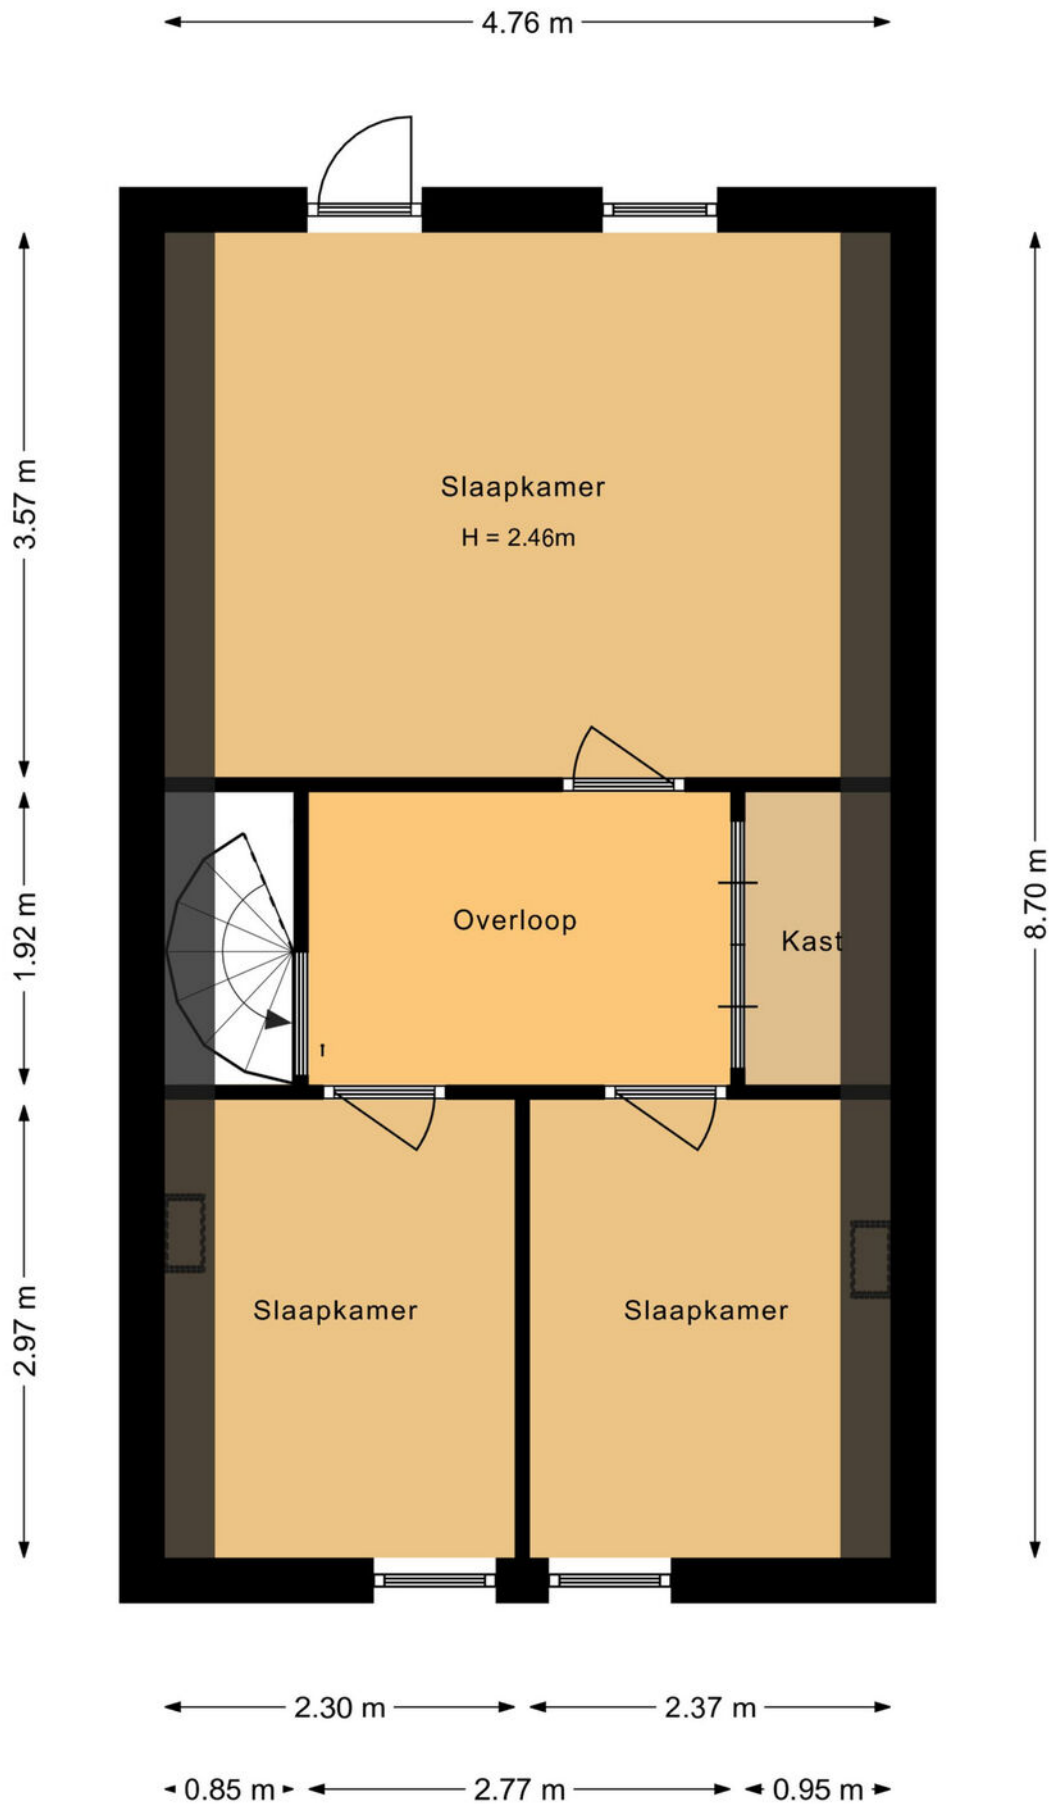 4.76 m
3.57 m
Slaapkamer
H = 2.46m
8.70 m
1.92 m
Overloop
Kast
2.97 m
Slaapkamer
Slaapkamer
2.30 m
2.37 m
0.85 m
2.77 m
0.95 m